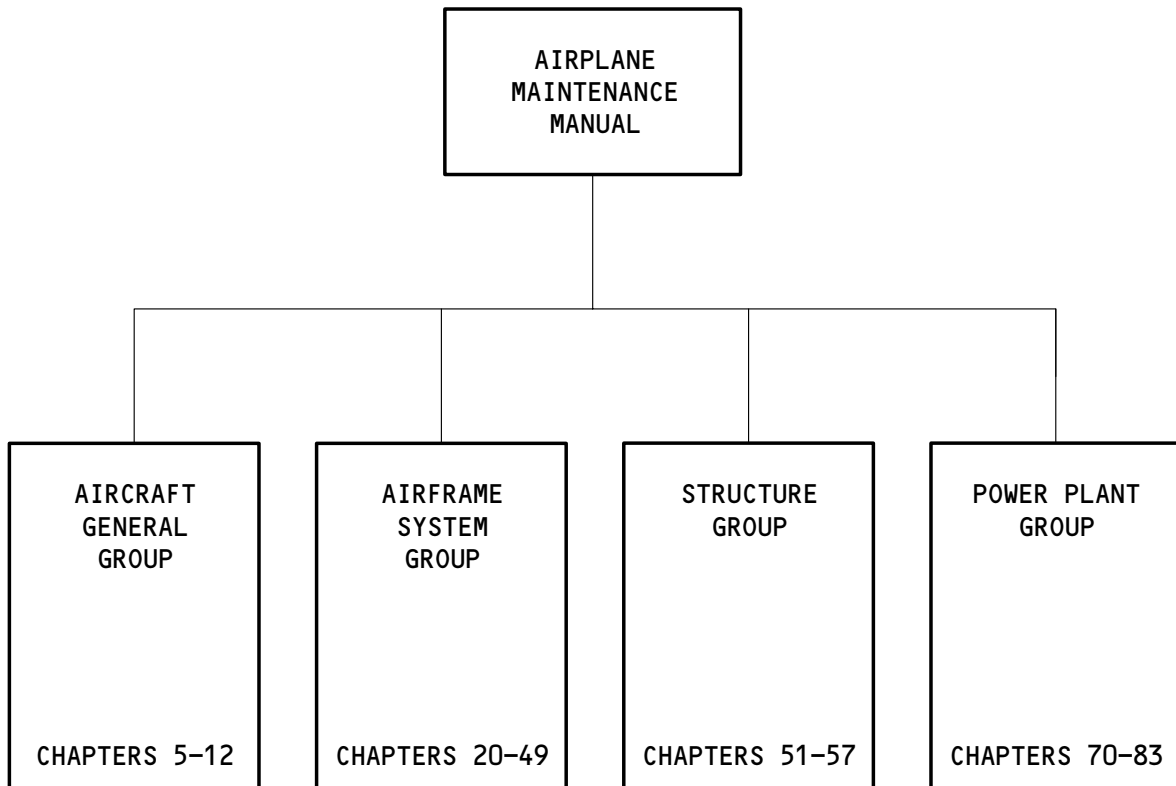 AIRPLANE
MAINTENANCE
MANUAL
AIRCRAFT
GENERAL
GROUP
CHAPTERS 5–12
AIRFRAME
SYSTEM
GROUP
CHAPTERS 20–49
STRUCTURE
GROUP
CHAPTERS 51–57
POWER PLANT
GROUP
CHAPTERS 70–83